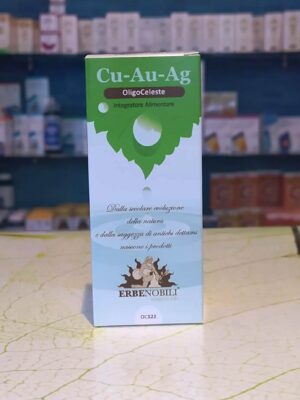 Cu-Au-Ag
OligoCeleste
Integratore Alimentare
Dalla secolare evoluzione
della natura
e dalla saggezza di antichi dettami
nascono i prodotti
ERBENOBILI
OC322